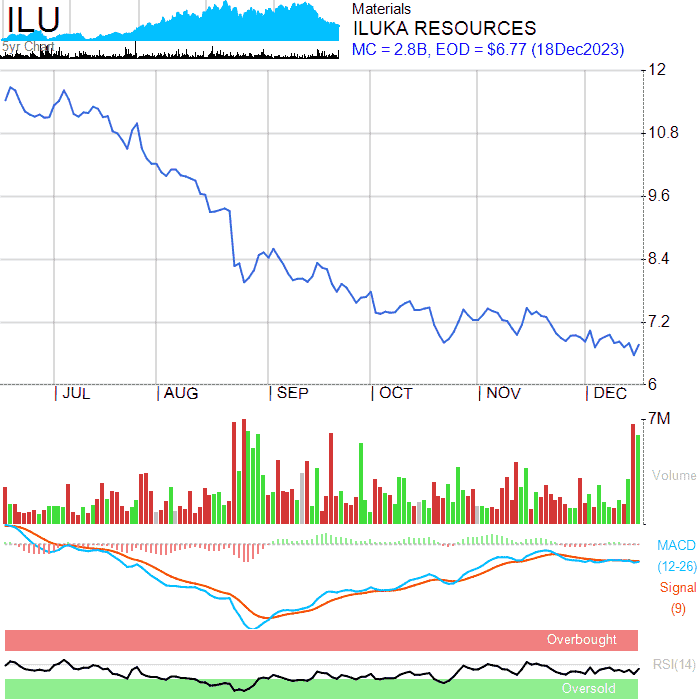 ILU
5yr Chart
Materials
ILUKA RESOURCES
MC = 2.8B, EOD = $6.77 (18Dec2023)
12
10.8
9.6
8.4
7.2
6
JUL AUG SEP OCT NOV DEC
7M
Volume
MACD
(12-26)
Signal
(9)
Overbought
RSI(14)
Oversold